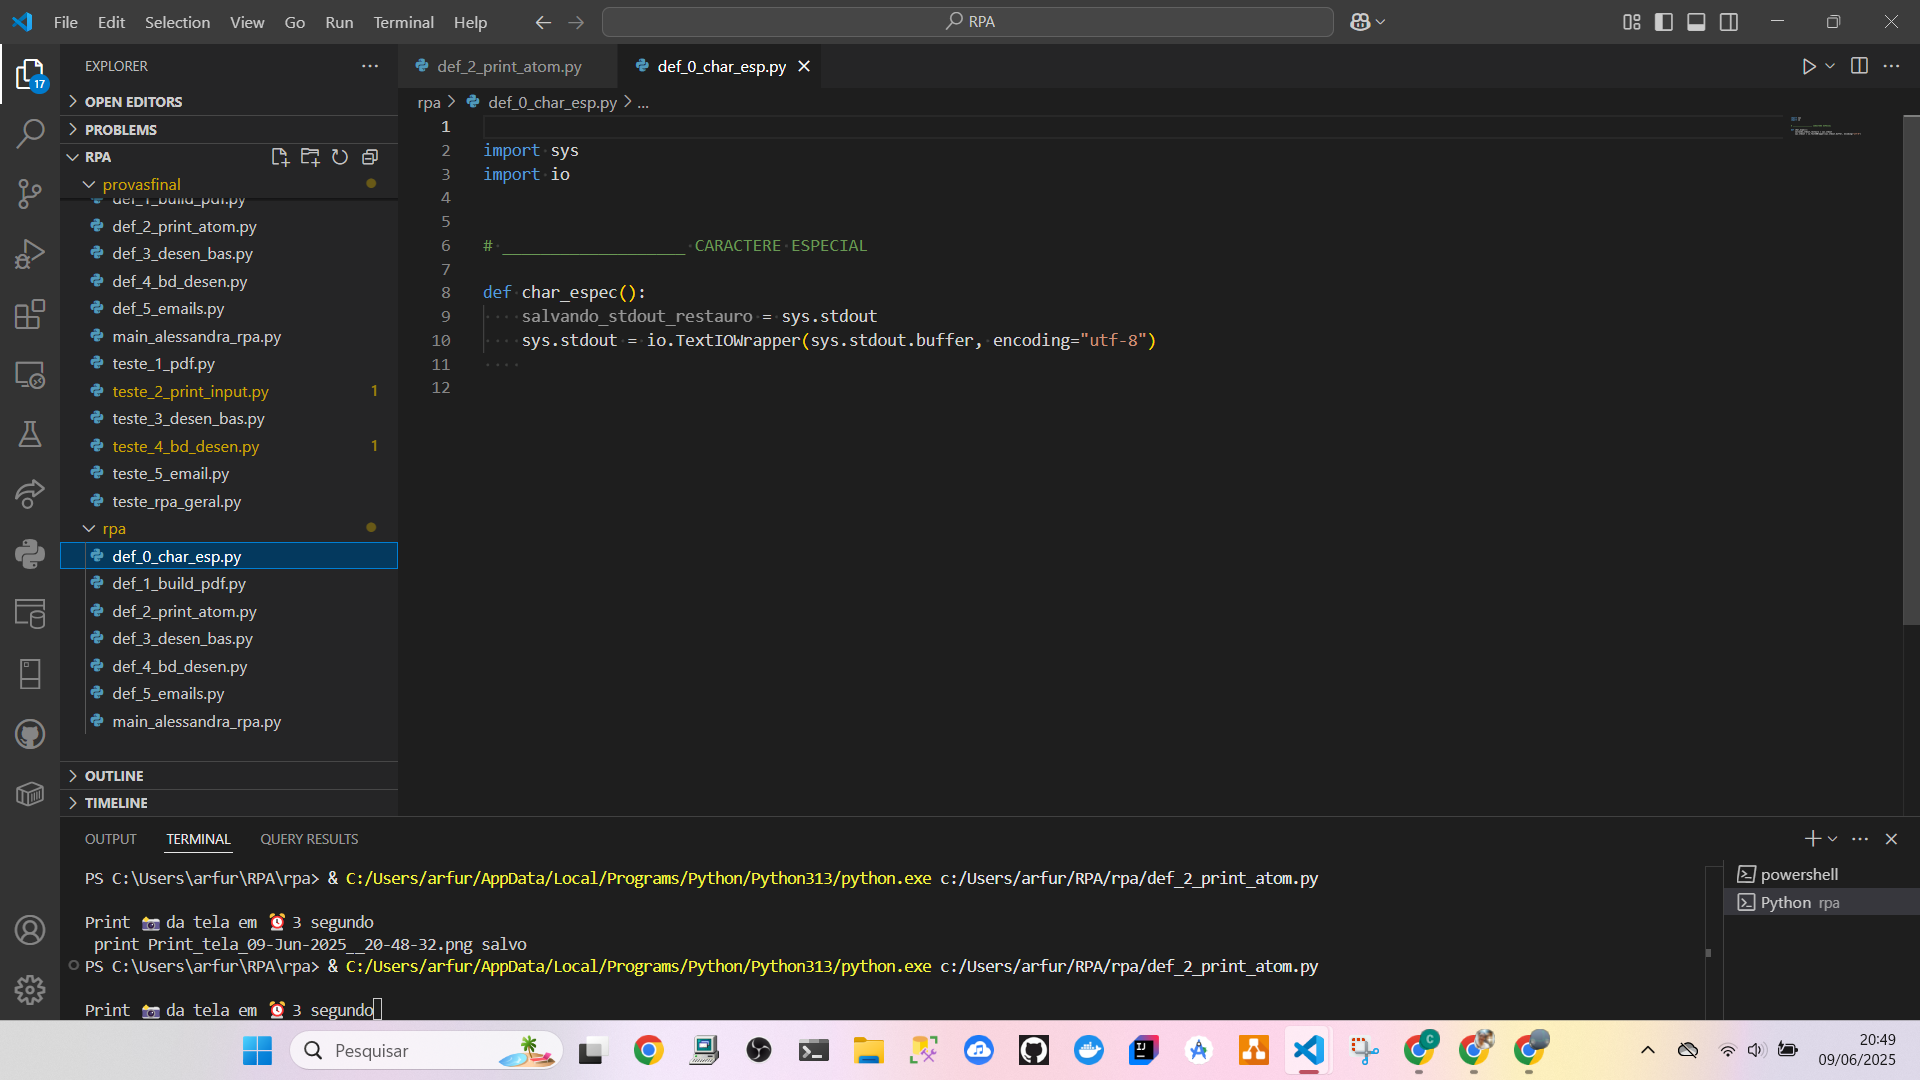 File Edit Selection View Go Run Terminal Help
RPA
17
EXPLORER
OPEN EDITORS
PROBLEMS
RPA
provasfinal
def_1_build_pdf.py
def_2_print_atom.py
def_3_desen_bas.py
def_4_bd_desen.py
def_5_emails.py
main_alessandra_rpa.py
teste_1_pdf.py
teste_2_print_input.py 1
teste_3_desen_bas.py
teste_4_bd_desen.py 1
teste_5_email.py
teste_rpa_geral.py
rpa
def_0_char_esp.py
def_1_build_pdf.py
def_2_print_atom.py
def_3_desen_bas.py
def_4_bd_desen.py
def_5_emails.py
main_alessandra_rpa.py
OUTLINE
TIMELINE
def_2_print_atom.py
def_0_char_esp.py
rpa > def_0_char_esp.py > ...
1
2 import sys
3 import io
4
5
6 # ___________________ CARACTERE ESPECIAL
7
8 def char_espec():
9 salvando_stdout_restauro = sys.stdout
10 sys.stdout = io.TextIOWrapper(sys.stdout.buffer, encoding="utf-8")
11
12
OUTPUT TERMINAL QUERY RESULTS
PS C:\Users\arfur\RPA\rpa> & C:/Users/arfur/AppData/Local/Programs/Python/Python313/python.exe c:/Users/arfur/RPA/rpa/def_2_print_atom.py
Print 📸 da tela em ⏰ 3 segundo
print Print_tela_09-Jun-2025__20-48-32.png salvo
PS C:\Users\arfur\RPA\rpa> & C:/Users/arfur/AppData/Local/Programs/Python/Python313/python.exe c:/Users/arfur/RPA/rpa/def_2_print_atom.py
Print 📸 da tela em ⏰ 3 segundo
powershell
Python rpa
Pesquisar
20:49
09/06/2025